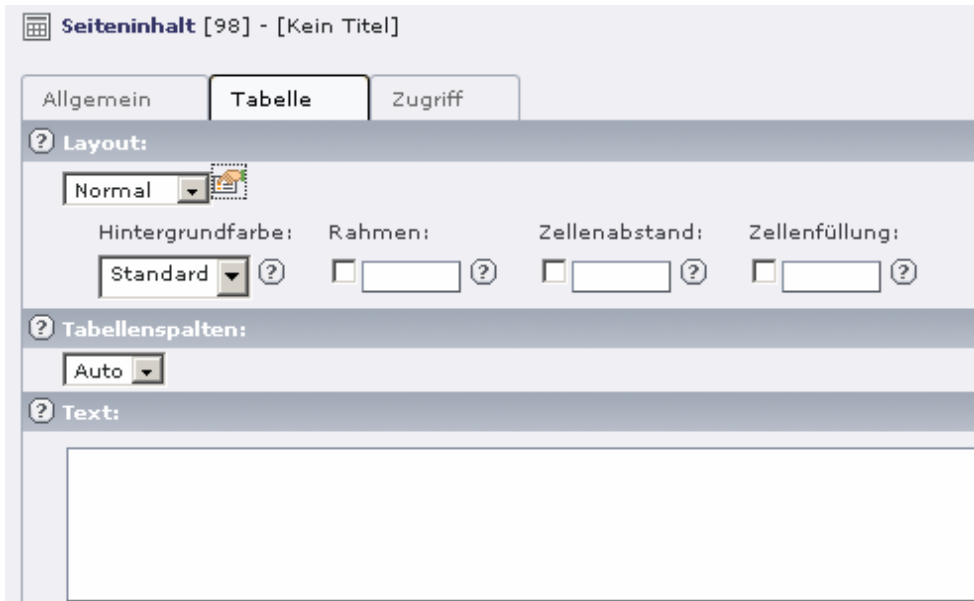 Seiteninhalt [98] - [Kein Titel]
Allgemein Tabelle Zugriff
? Layout:
Normal
Hintergrundfarbe: Rahmen: Zellenabstand: Zellenfüllung:
Standard ? ? ? ?
? Tabellenspalten:
Auto
? Text: